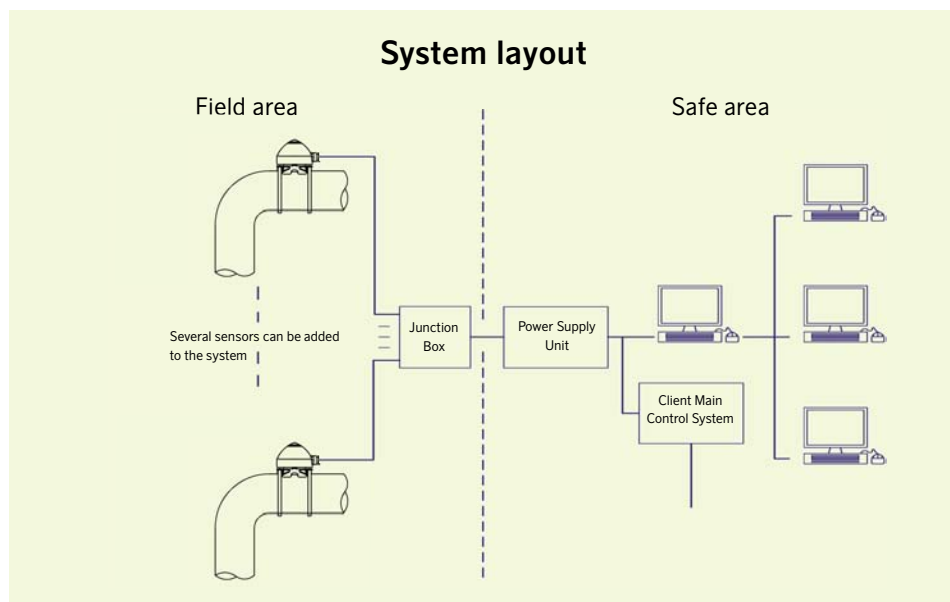 System layout
Field area
Safe area
Several sensors can be added
to the system
Junction
Box
Power Supply
Unit
Client Main
Control System